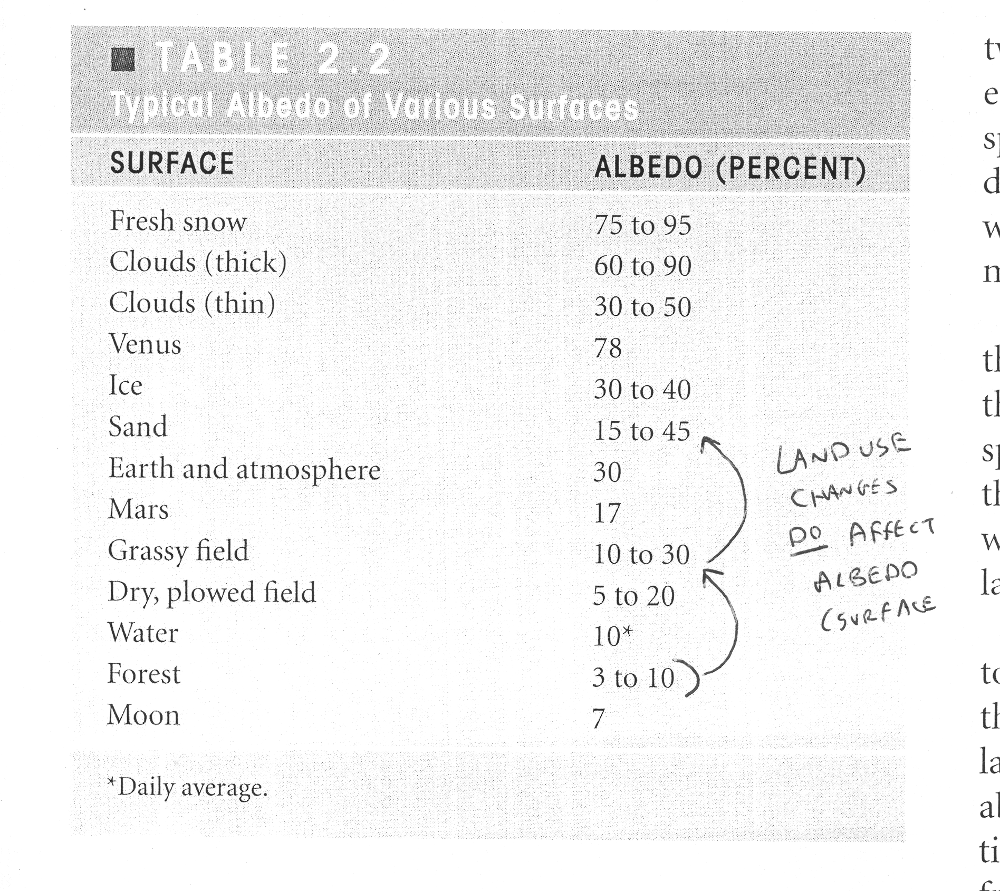 ■ TABLE 2.2
Typical Albedo of Various Surfaces
SURFACE ALBEDO (PERCENT)
Fresh snow 75 to 95
Clouds (thick) 60 to 90
Clouds (thin) 30 to 50
Venus 78
Ice 30 to 40
Sand 15 to 45
Earth and atmosphere 30
Mars 17
Grassy field 10 to 30
Dry, plowed field 5 to 20
Water 10*
Forest 3 to 10
Moon 7
*Daily average.
LAND USE
CHANGES
DO AFFECT
ALBEDO
(SURFACE